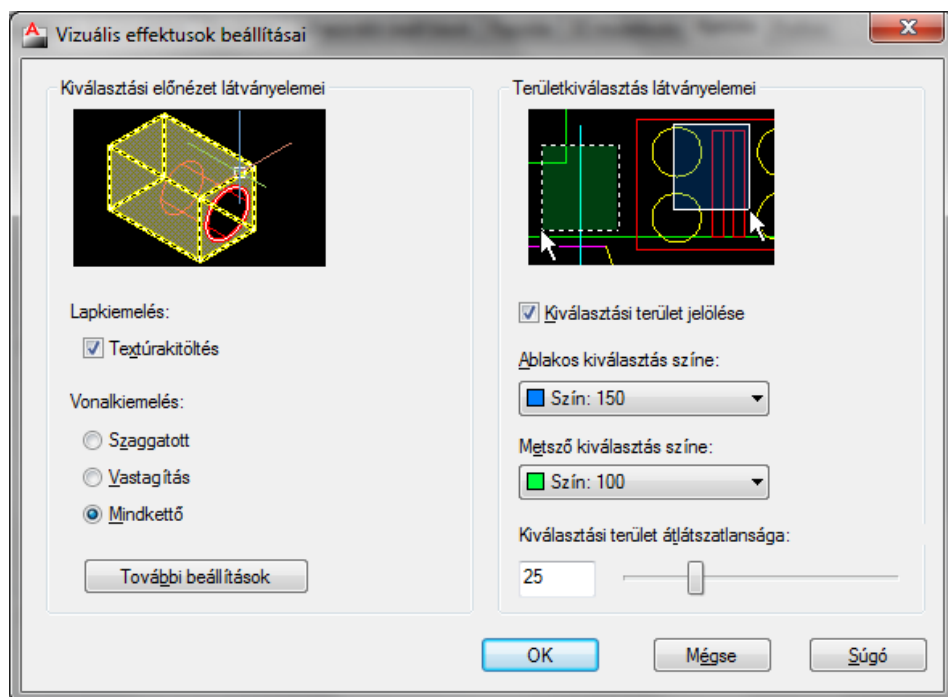 Vizuális effektusok beállításai
Kiválasztási előnézet látványelemei
Lapkiemelés:
Textúrakitöltés
Vonalkiemelés:
Szaggatott
Vastagítás
Mindkettő
További beállítások
Területkiválasztás látványelemei
Kiválasztási terület jelölése
Ablakos kiválasztás színe:
Szín: 150
Metsző kiválasztás színe:
Szín: 100
Kiválasztási terület átlátszatlansága:
25
OK
Mégse
Súgó